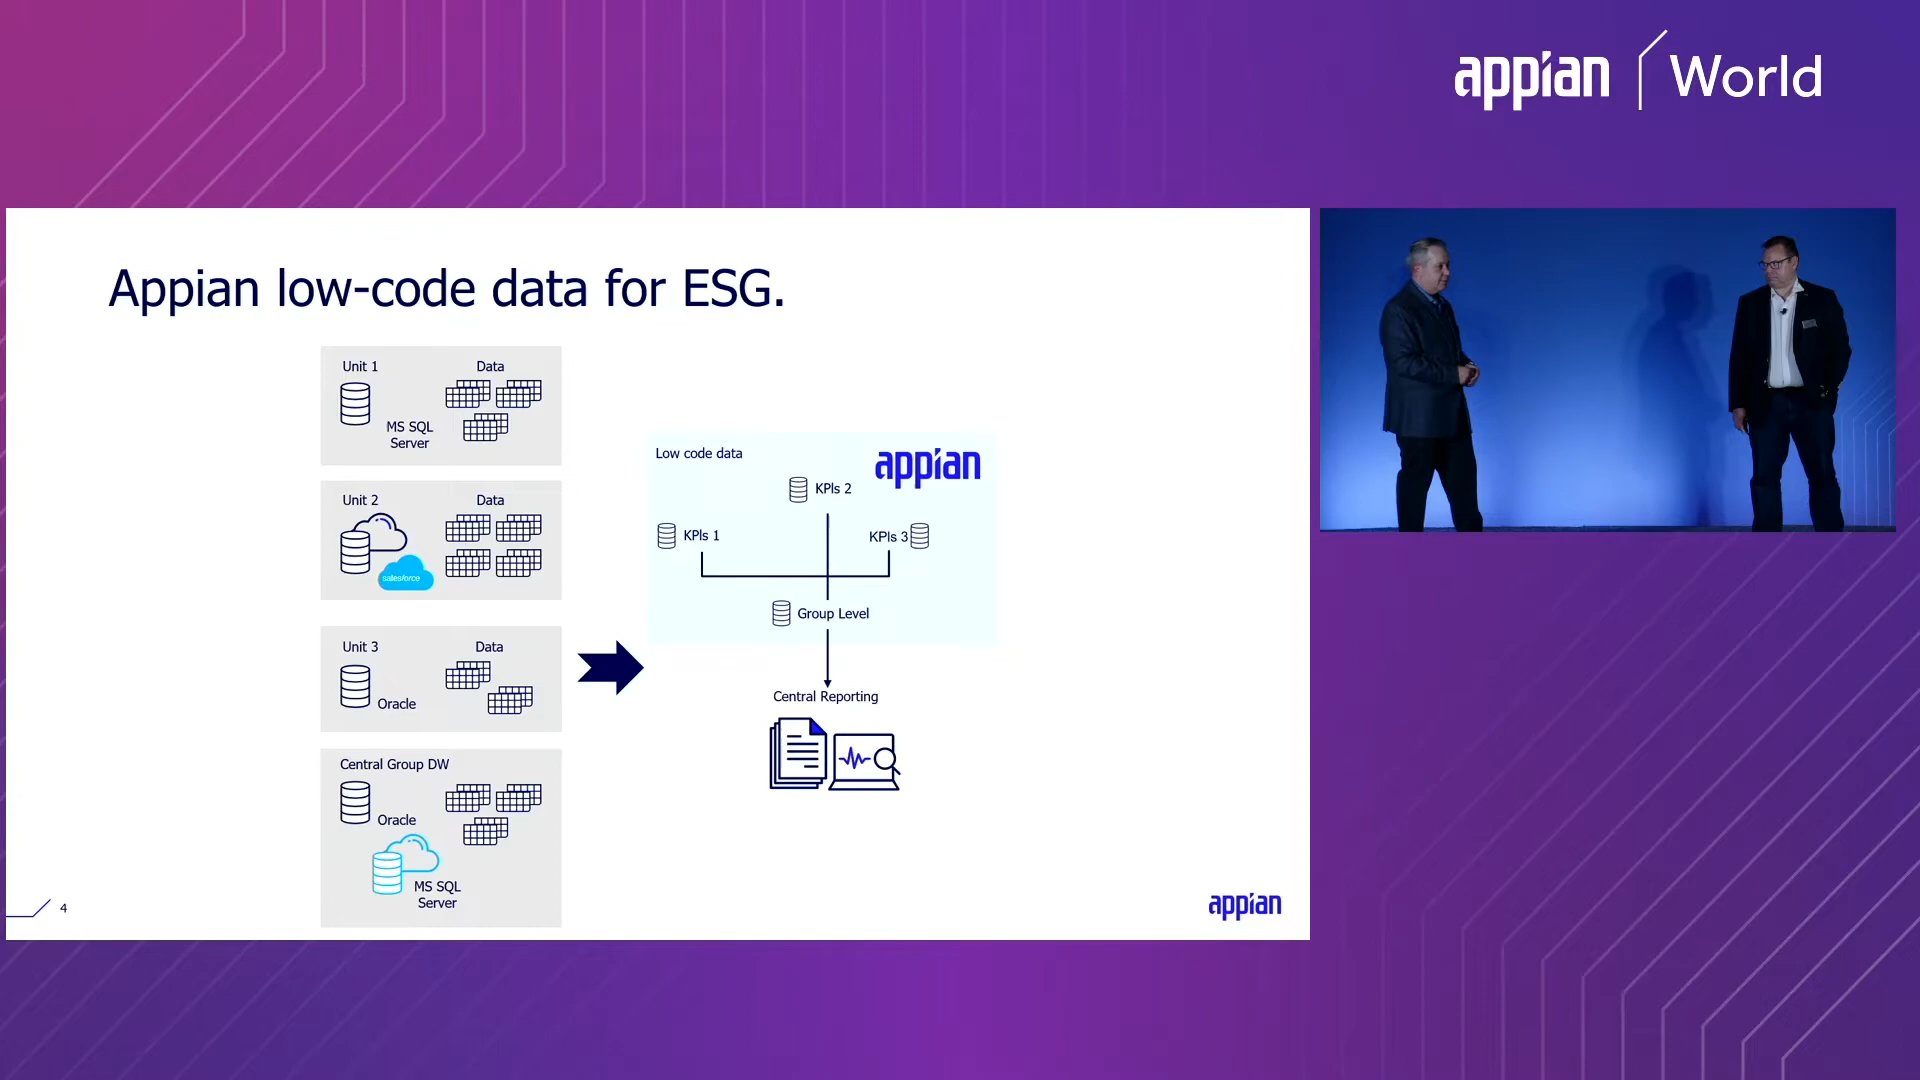 appian World
Appian low-code data for ESG.
Unit 1
Data
MS SQL
Server
Unit 2
Data
salesforce
Unit 3
Data
Oracle
Central Group DW
Oracle
MS SQL
Server
Low code data
appian
KPIs 2
KPIs 1
KPIs 3
Group Level
Central Reporting
4
appian